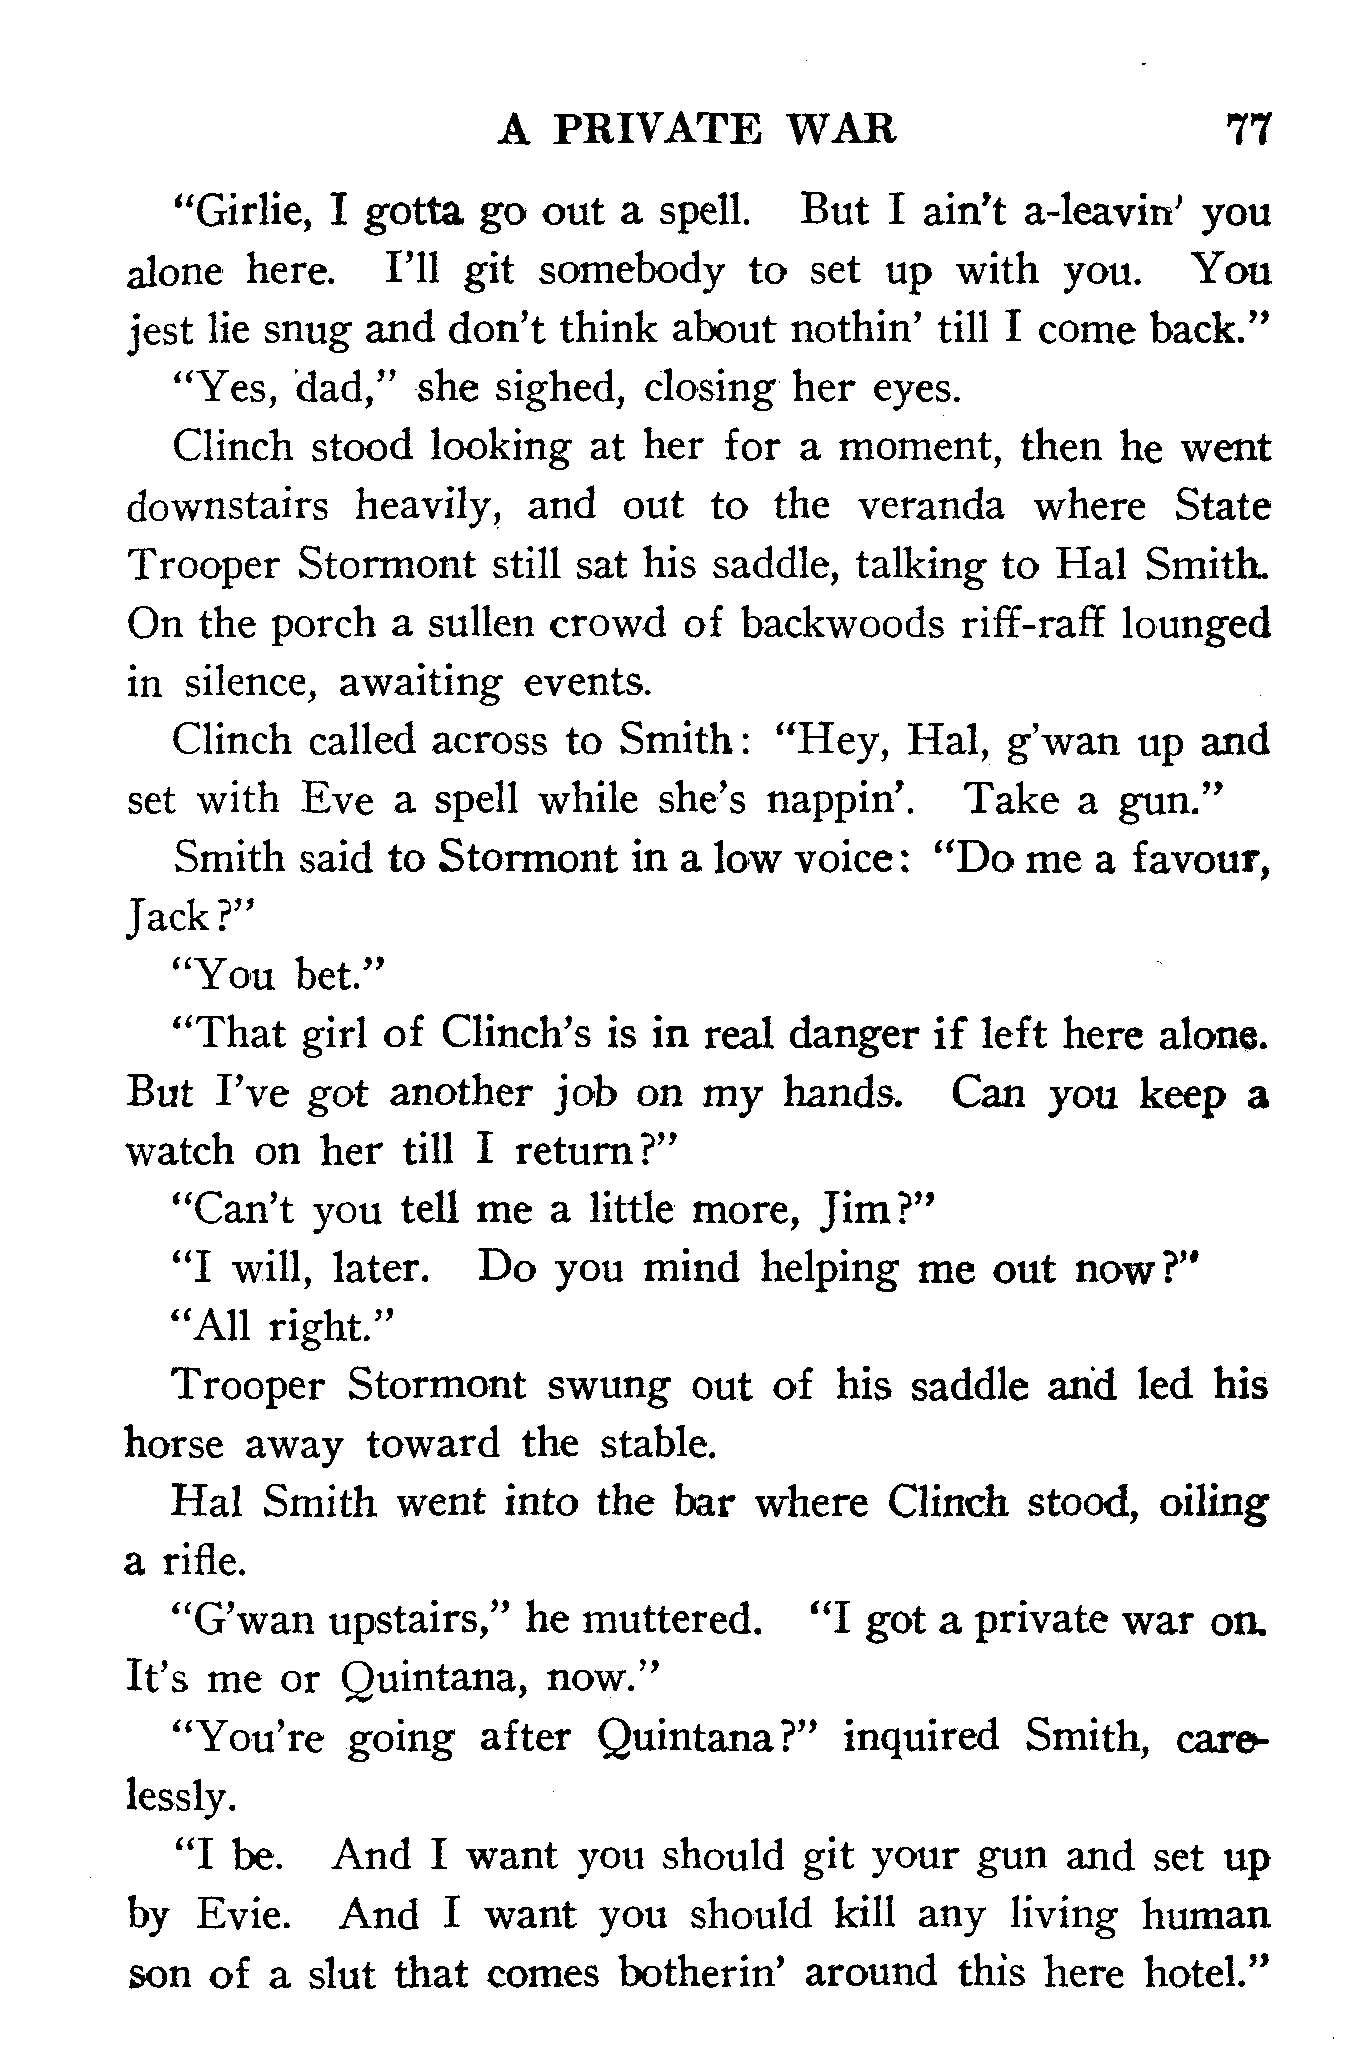 A PRIVATE WAR 77
“Girlie, I gotta go out a spell. But I ain't a-leavin' you
alone here. I'll git somebody to set up with you. You
jest lie snug and don't think about nothin' till I come back.”
“Yes, dad,” she sighed, closing her eyes.
Clinch stood looking at her for a moment, then he went
downstairs heavily, and out to the veranda where State
Trooper Stormont still sat his saddle, talking to Hal Smith.
On the porch a sullen crowd of backwoods riff-raff lounged
in silence, awaiting events.
Clinch called across to Smith: “Hey, Hal, g'wan up and
set with Eve a spell while she's nappin'. Take a gun.”
Smith said to Stormont in a low voice: “Do me a favour,
Jack?”
“You bet.”
“That girl of Clinch's is in real danger if left here alone.
But I've got another job on my hands. Can you keep a
watch on her till I return?”
“Can't you tell me a little more, Jim?”
“I will, later. Do you mind helping me out now?”
“All right.”
Trooper Stormont swung out of his saddle and led his
horse away toward the stable.
Hal Smith went into the bar where Clinch stood, oiling
a rifle.
“G'wan upstairs,” he muttered. “I got a private war on.
It's me or Quintana, now.”
“You're going after Quintana?” inquired Smith, care-
lessly.
“I be. And I want you should git your gun and set up
by Evie. And I want you should kill any living human
son of a slut that comes botherin' around this here hotel.”